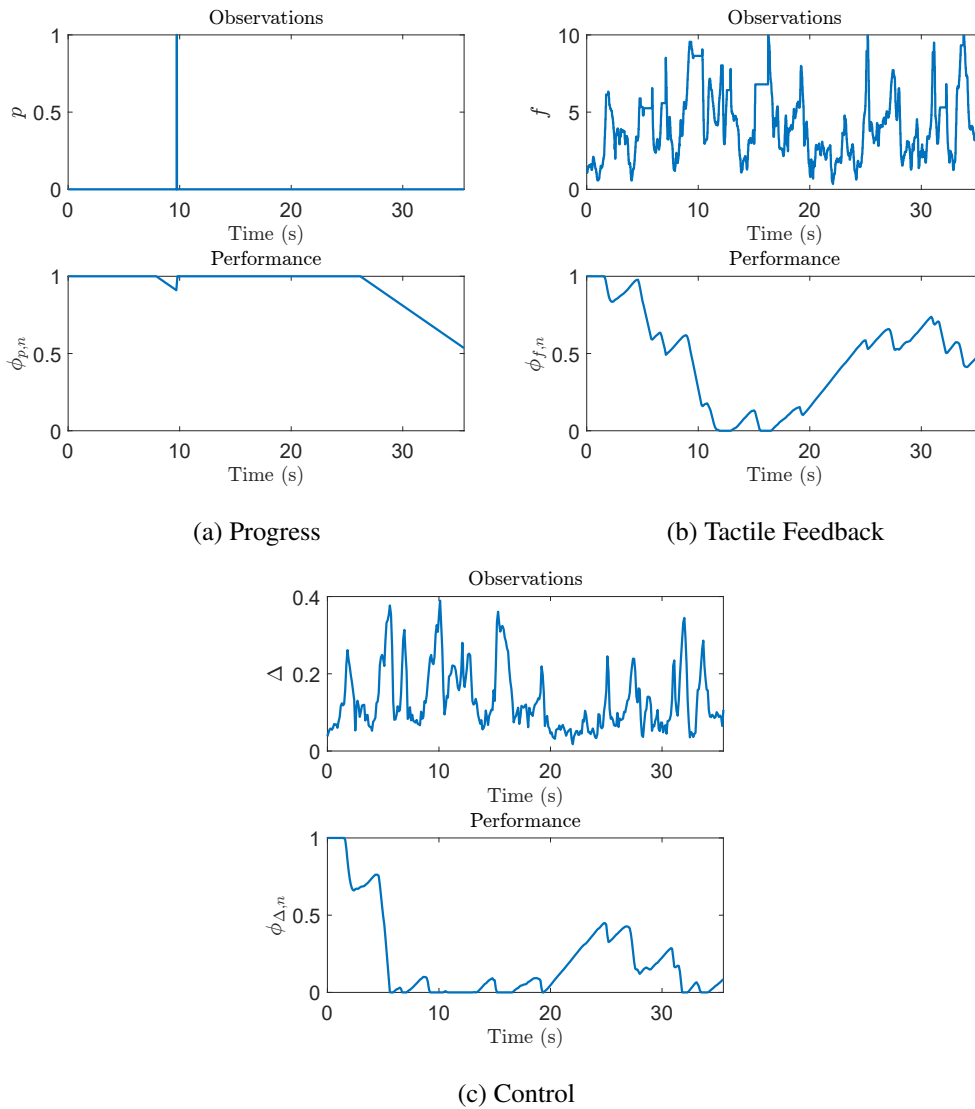 Observations
1
0.5
0
p
0 10 20 30
Time (s)
Performance
1
0.5
0
ϕp,n
0 10 20 30
Time (s)
(a) Progress
Observations
10
5
0
f
0 10 20 30
Time (s)
Performance
1
0.5
0
ϕf,n
0 10 20 30
Time (s)
(b) Tactile Feedback
Observations
0.4
0.2
0
Δ
0 10 20 30
Time (s)
Performance
1
0.5
0
ϕΔ,n
0 10 20 30
Time (s)
(c) Control